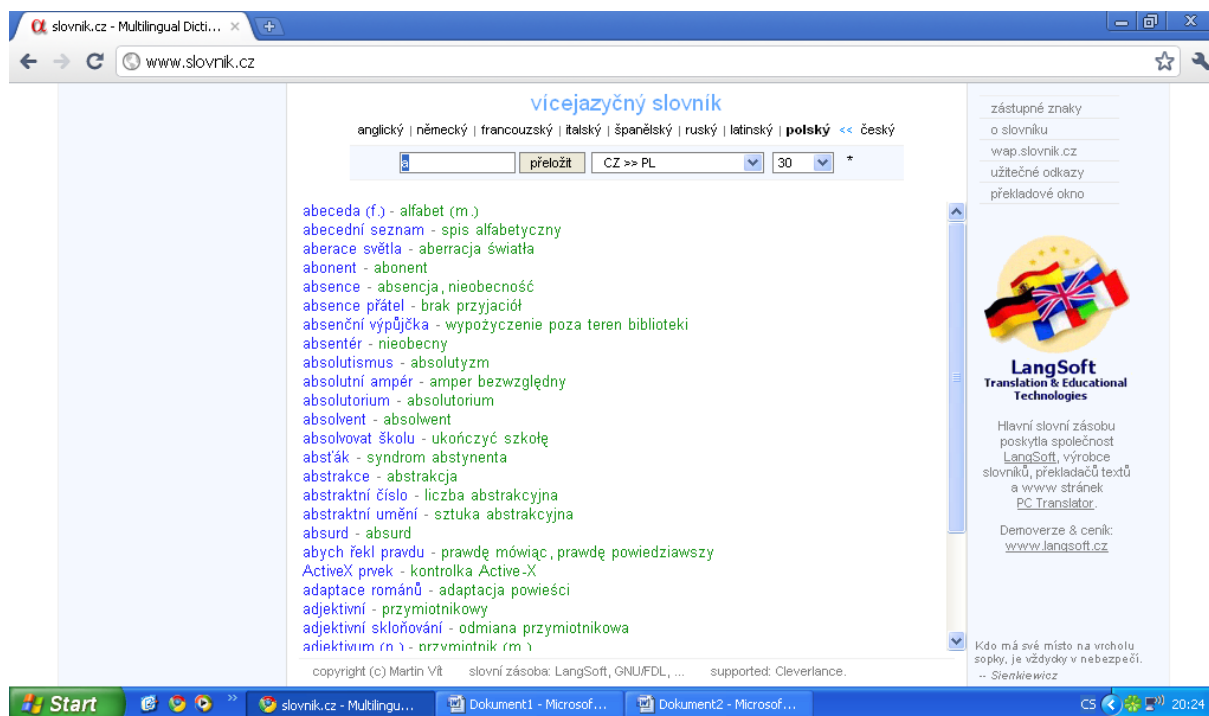 slovnik.cz - Multilingual Dicti...
www.slovnik.cz
vícejazyčný slovník
anglický | německý | francouzský | italský | španělský | ruský | latinský | polský << český
a přeložit CZ >> PL 30 *
abeceda (f.) - alfabet (m.)
abecední seznam - spis alfabetyczny
aberace světla - aberracja światła
abonent - abonent
absence - absencja, nieobecność
absence přátel - brak przyjaciół
absenční výpůjčka - wypożyczenie poza teren biblioteki
absentér - nieobecny
absolutismus - absolutyzm
absolutní ampér - amper bezwzględny
absolutorium - absolutorium
absolvent - absolwent
absolvovat školu - ukończyć szkołę
absťák - syndrom abstynenta
abstrakce - abstrakcja
abstraktní číslo - liczba abstrakcyjna
abstraktní umění - sztuka abstrakcyjna
absurd - absurd
abych řekl pravdu - prawdę mówiąc, prawdę powiedziawszy
ActiveX prvek - kontrolka Active-X
adaptace románů - adaptacja powieści
adjektivní - przymiotnikowy
adjektivní skloňování - odmiana przymiotnikowa
adjektivum (n.) - przymiotnik (m.)
copyright (c) Martin Vít slovní zásoba: LangSoft, GNU/FDL, ... supported: Cleverlance.
zástupné znaky
o slovníku
wap.slovnik.cz
užitečné odkazy
překladové okno
LangSoft
Translation & Educational
Technologies
Hlavní slovní zásobu
poskytla společnost
LangSoft, výrobce
slovníků, překladačů textů
a www stránek
PC Translator.
Demoverze & ceník:
www.langsoft.cz
Kdo má své místo na vrcholu
sopky, je vždycky v nebezpečí.
-- Sienkiewicz
Start slovnik.cz - Multilingu... Dokument1 - Microsof... Dokument2 - Microsof... CS 20:24